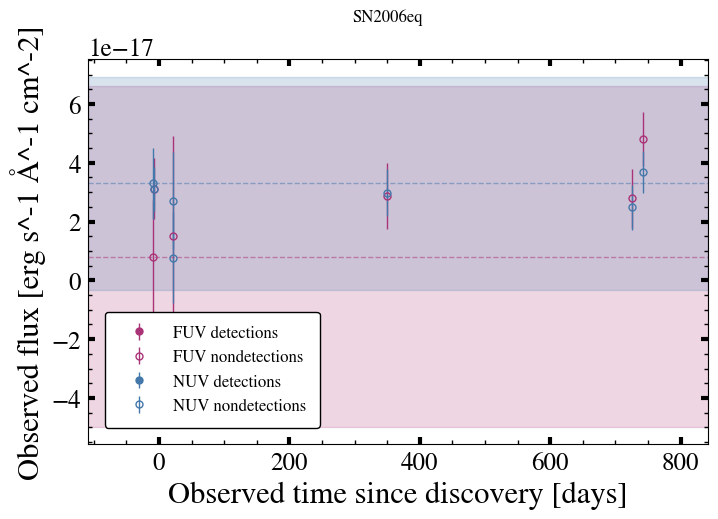 SN2006eq
1e−17
Observed flux [erg s^-1 Å^-1 cm^-2]
6
4
2
0
−2
−4
FUV detections
FUV nondetections
NUV detections
NUV nondetections
0 200 400 600 800
Observed time since discovery [days]